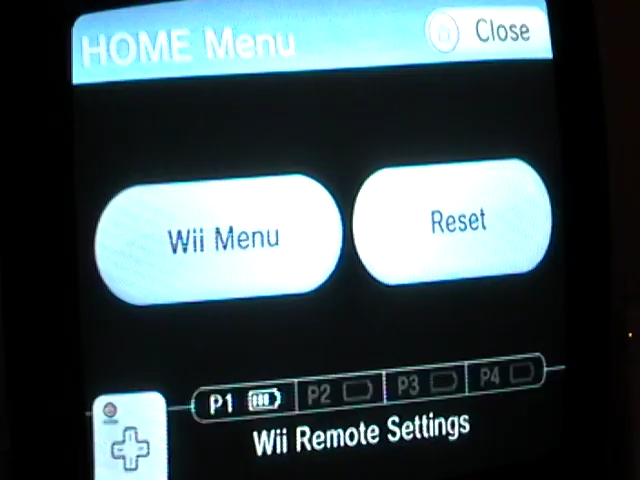 HOME Menu
Close
Wii Menu
Reset
P1
P2
P3
P4
Wii Remote Settings